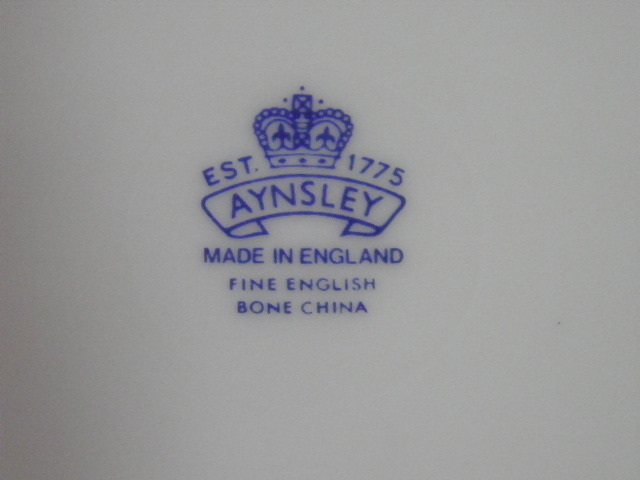 EST. 1775
AYNSLEY
MADE IN ENGLAND
FINE ENGLISH
BONE CHINA